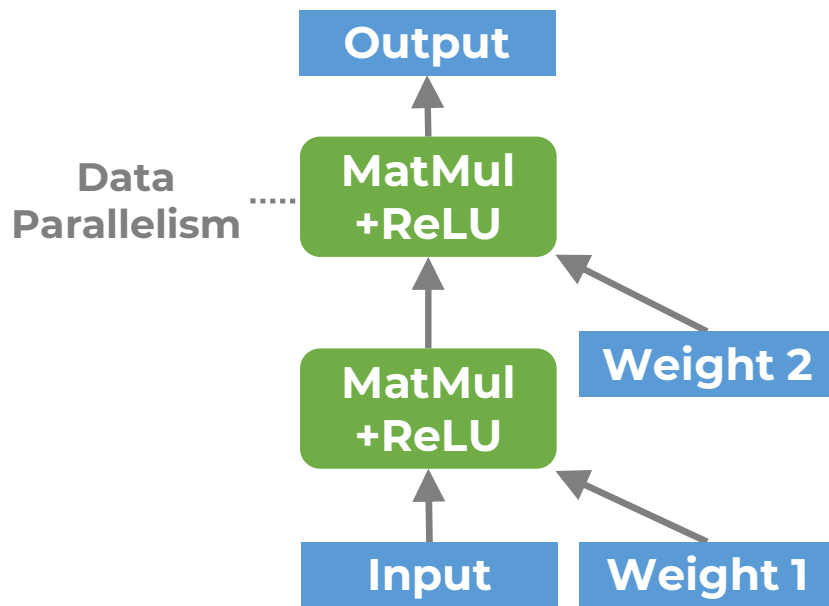 Output
Data
Parallelism
MatMul
+ReLU
Weight 2
MatMul
+ReLU
Input
Weight 1